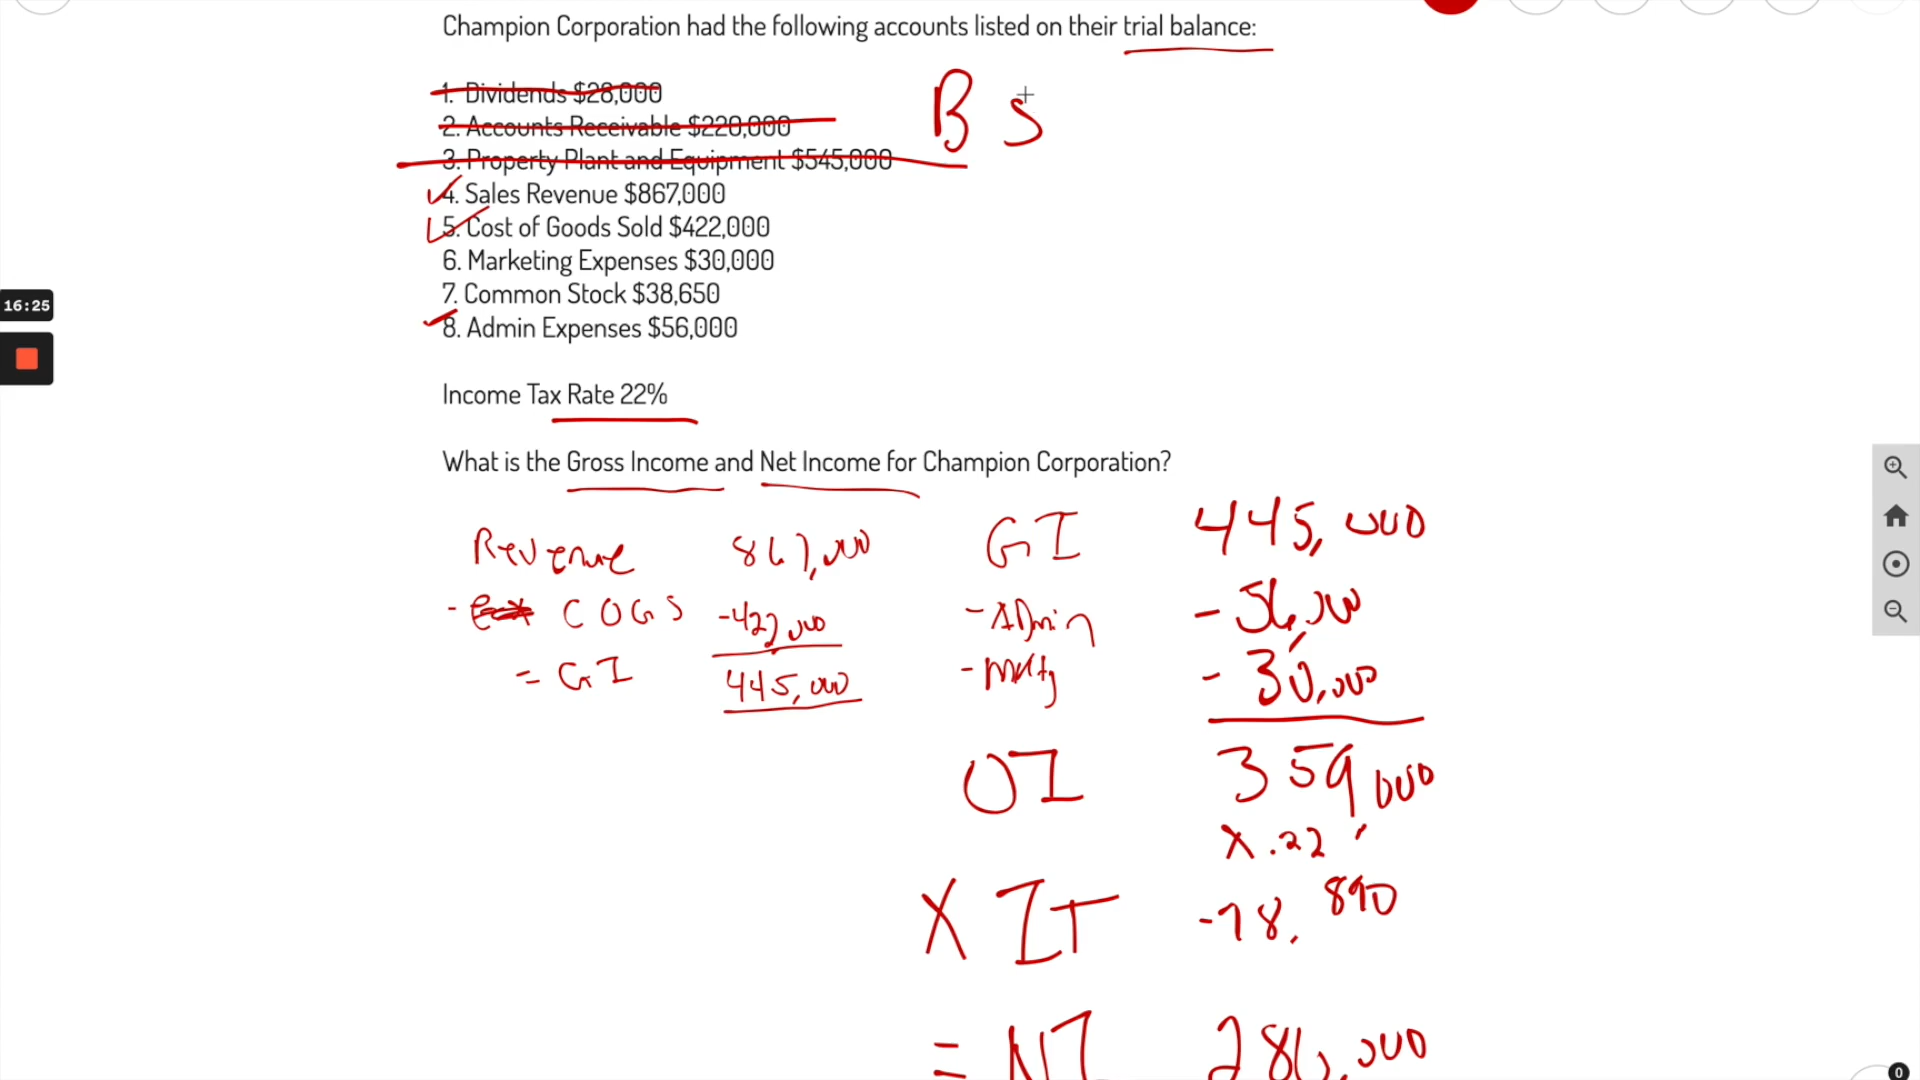 Champion Corporation had the following accounts listed on their trial balance:
1. Dividends $28,000
2. Accounts Receivable $220,000
3. Property Plant and Equipment $545,000
B S
4. Sales Revenue $867,000
5. Cost of Goods Sold $422,000
6. Marketing Expenses $30,000
7. Common Stock $38,650
8. Admin Expenses $56,000
16:25
Income Tax Rate 22%
What is the Gross Income and Net Income for Champion Corporation?
Revenue 867,000
- COGS -422,000
= GI 445,000
GI 445,000
- Admin - 56,000
- Mktg - 30,000
OI 359,000
x .22
X IT -78,890
= NI
0